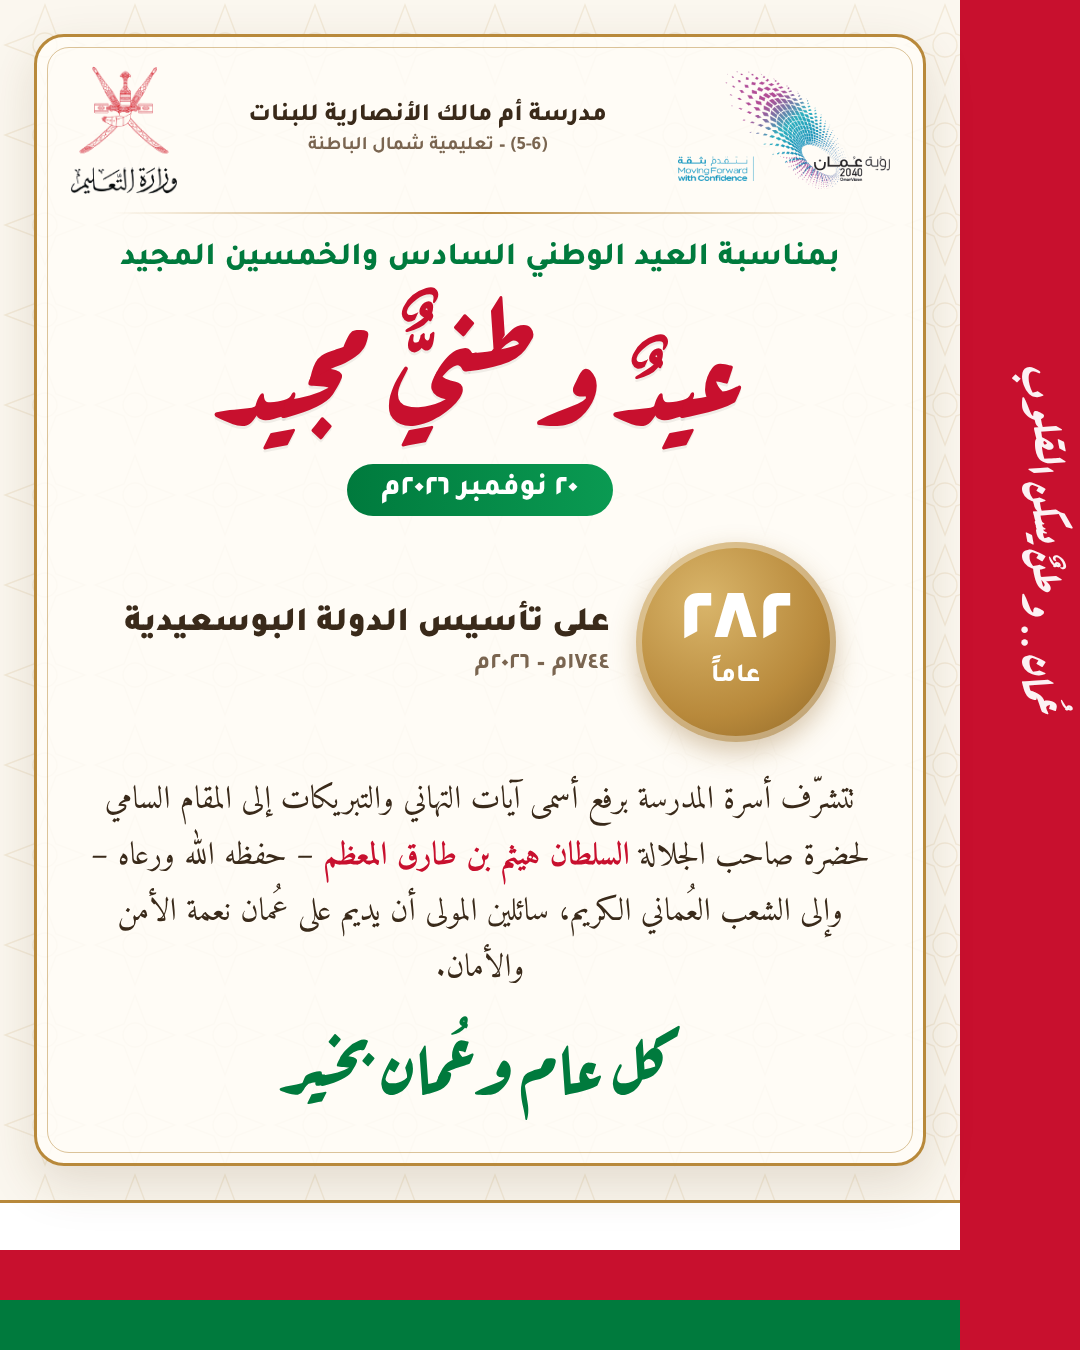 مدرسة أم مالك الأنصارية للبنات
(5-6) - تعليمية شمال الباطنة
رؤية عُمان
2040
OmanVision
نتقدم بثقة
Moving Forward
with Confidence
وزارة التعليم
بمناسبة العيد الوطني السادس والخمسين المجيد
عيدٌ وطنيٌّ مجيد
٢٠ نوفمبر ٢٠٢٦م
٢٨٢
عاماً
على تأسيس الدولة البوسعيدية
١٧٤٤م - ٢٠٢٦م
تتشرّف أسرة المدرسة برفع أسمى آيات التهاني والتبريكات إلى المقام السامي
لحضرة صاحب الجلالة السلطان هيثم بن طارق المعظم – حفظه الله ورعاه –
وإلى الشعب العُماني الكريم، سائلين المولى أن يديم على عُمان نعمة الأمن
والأمان.
كل عام وعُمان بخير
عُمان.. وطنٌ يسكن القلوب